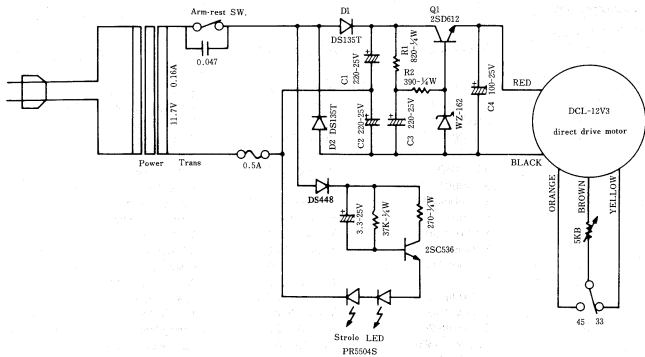 Arm-rest SW.
0.047
D1
DS135T
Q1
2SD612
R1
820-¼W
R2
390-¼W
C1
220-25V
C4
100-25V
RED
0.16A
11.7V
D2 DS135T
C2 220-25V
220-25V
C3
WZ-162
DCL-12V3
direct drive motor
Power Trans
0.5A
BLACK
DS448
3.3-25V
37K-¼W
270-¼W
2SC536
ORANGE
BROWN
YELLOW
5KB
45 33
Strolo LED
PR5504S